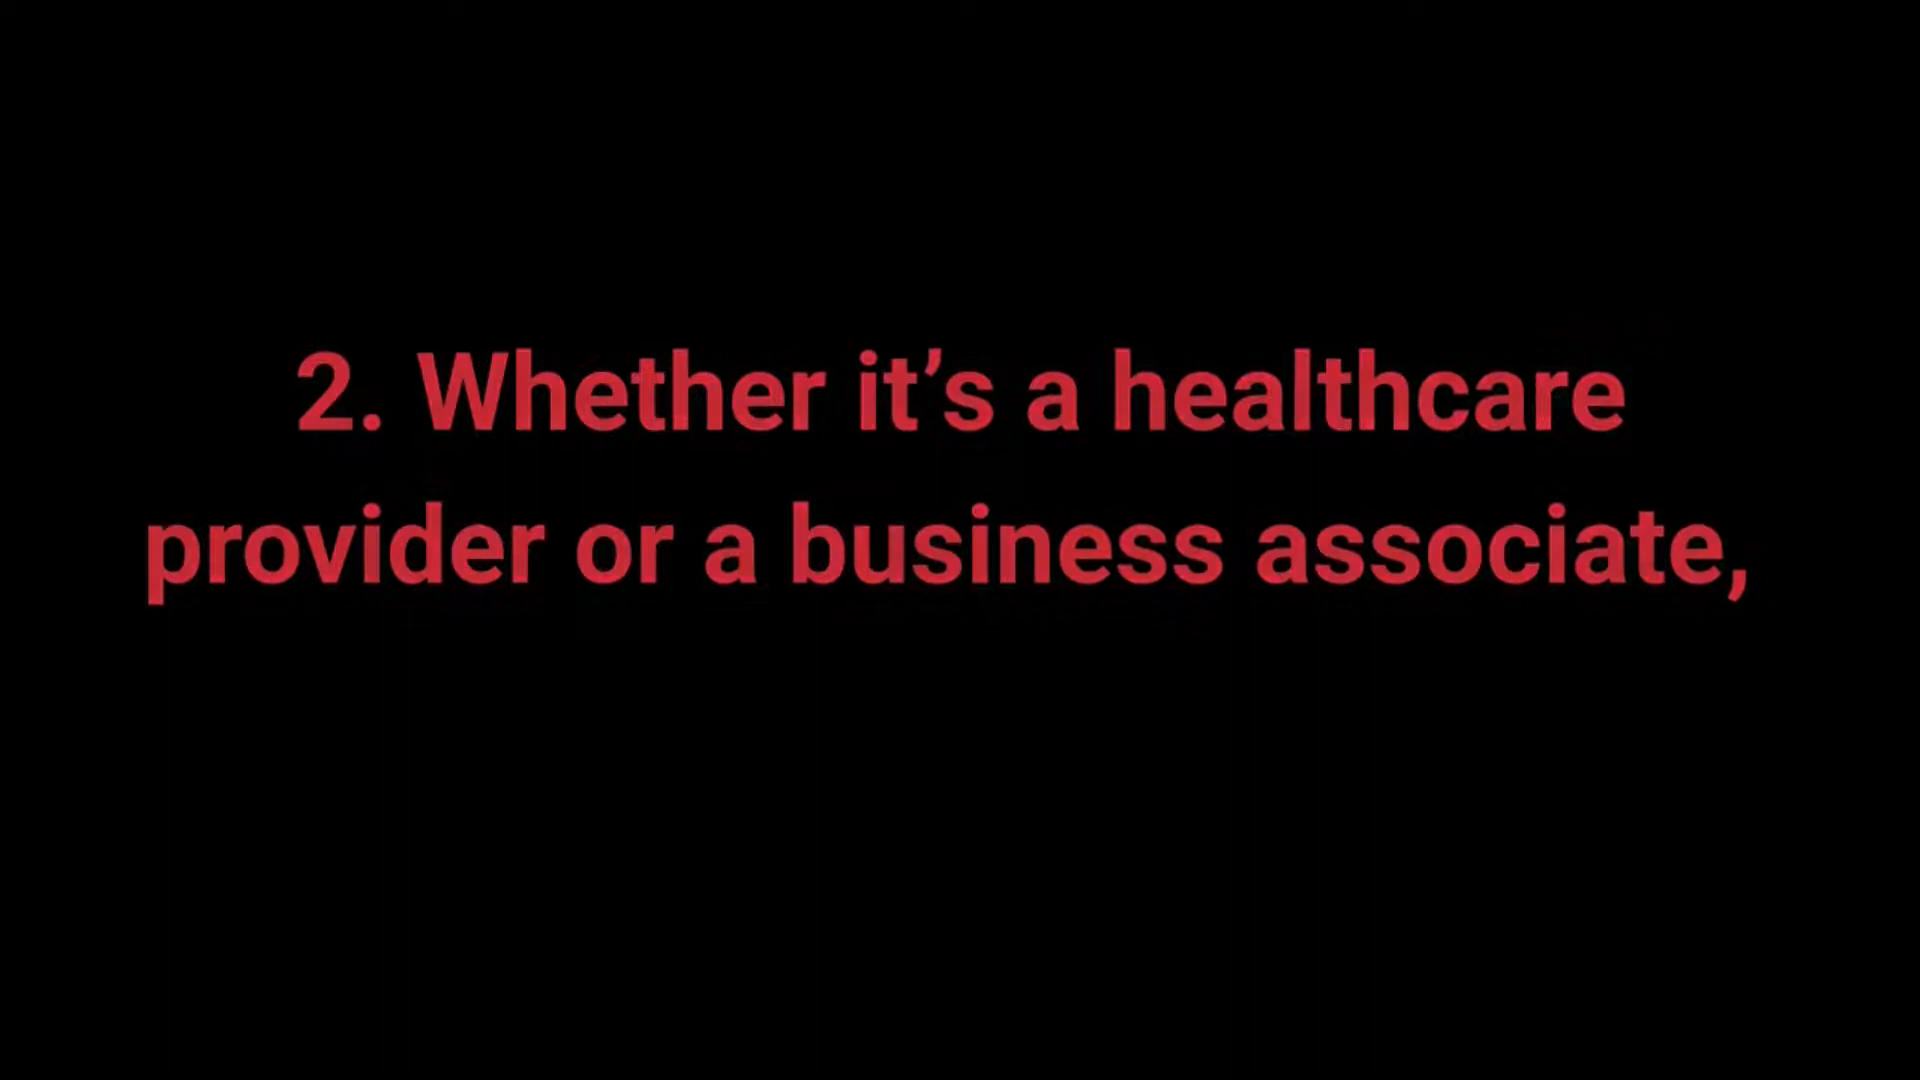 2. Whether it’s a healthcare
provider or a business associate,